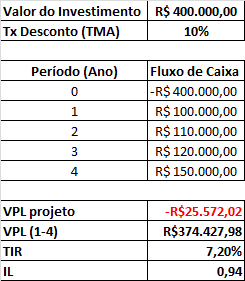 Valor do Investimento R$ 400.000,00
Tx Desconto (TMA) 10%
Período (Ano) Fluxo de Caixa
0 -R$ 400.000,00
1 R$ 100.000,00
2 R$ 110.000,00
3 R$ 120.000,00
4 R$ 150.000,00
VPL projeto -R$25.572,02
VPL (1-4) R$374.427,98
TIR 7,20%
IL 0,94